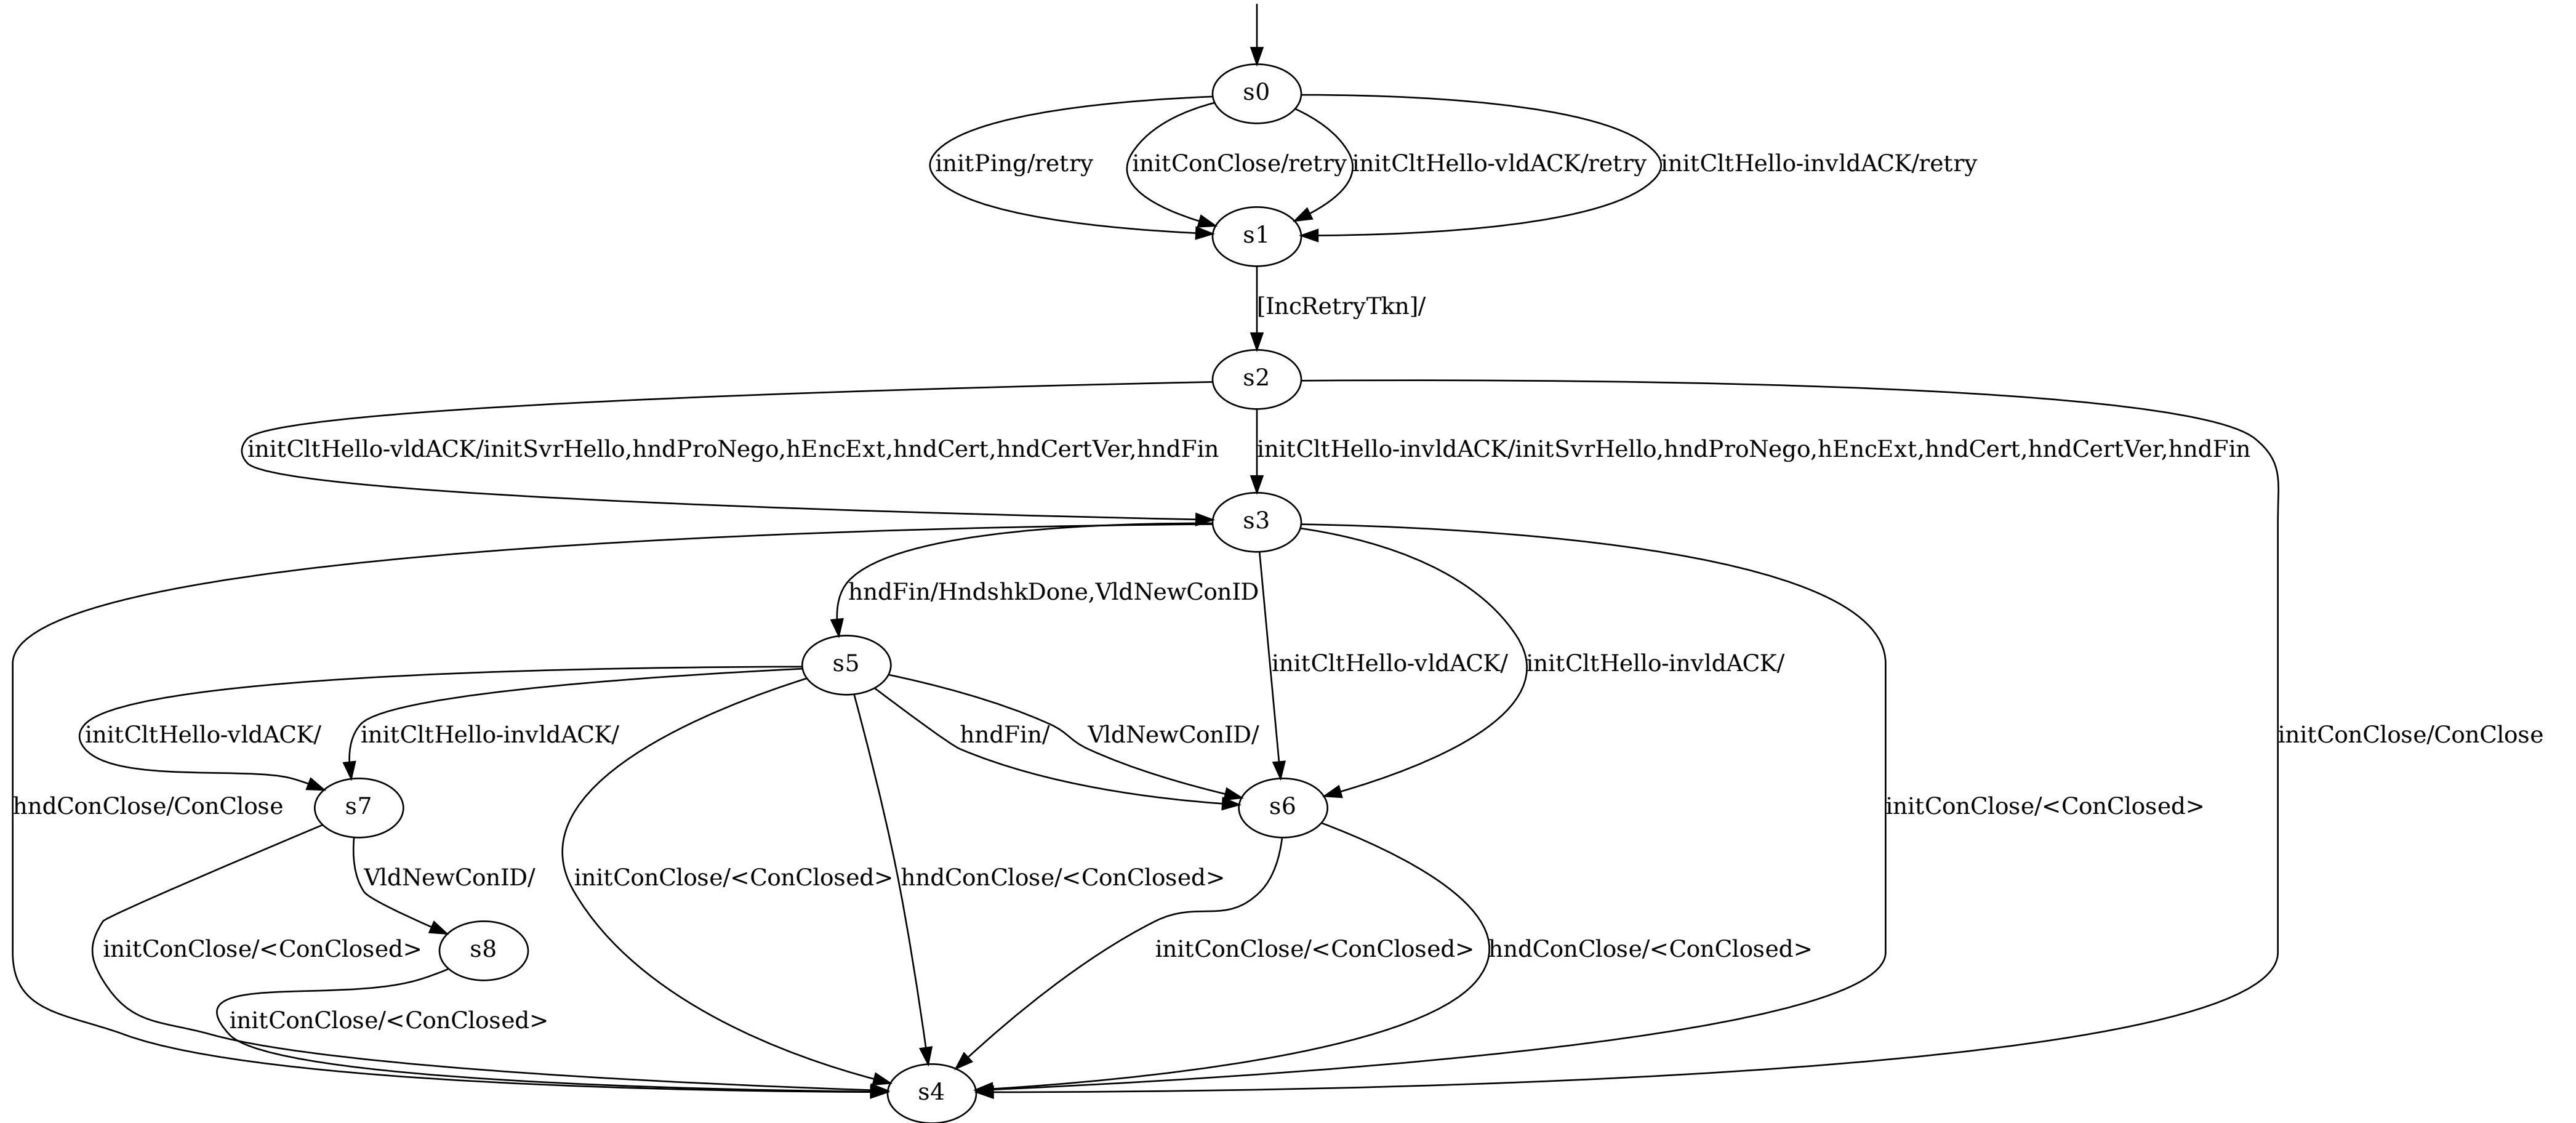 s0
initPing/retry
initConClose/retry
initCltHello-vldACK/retry
initCltHello-invldACK/retry
s1
[IncRetryTkn]/
s2
initCltHello-vldACK/initSvrHello,hndProNego,hEncExt,hndCert,hndCertVer,hndFin
initCltHello-invldACK/initSvrHello,hndProNego,hEncExt,hndCert,hndCertVer,hndFin
s3
hndFin/HndshkDone,VldNewConID
s5
initCltHello-vldACK/
initCltHello-invldACK/
initCltHello-vldACK/
initCltHello-invldACK/
hndFin/
VldNewConID/
initConClose/ConClose
hndConClose/ConClose
s7
s6
initConClose/<ConClosed>
VldNewConID/
initConClose/<ConClosed>
hndConClose/<ConClosed>
initConClose/<ConClosed>
s8
initConClose/<ConClosed>
hndConClose/<ConClosed>
initConClose/<ConClosed>
s4